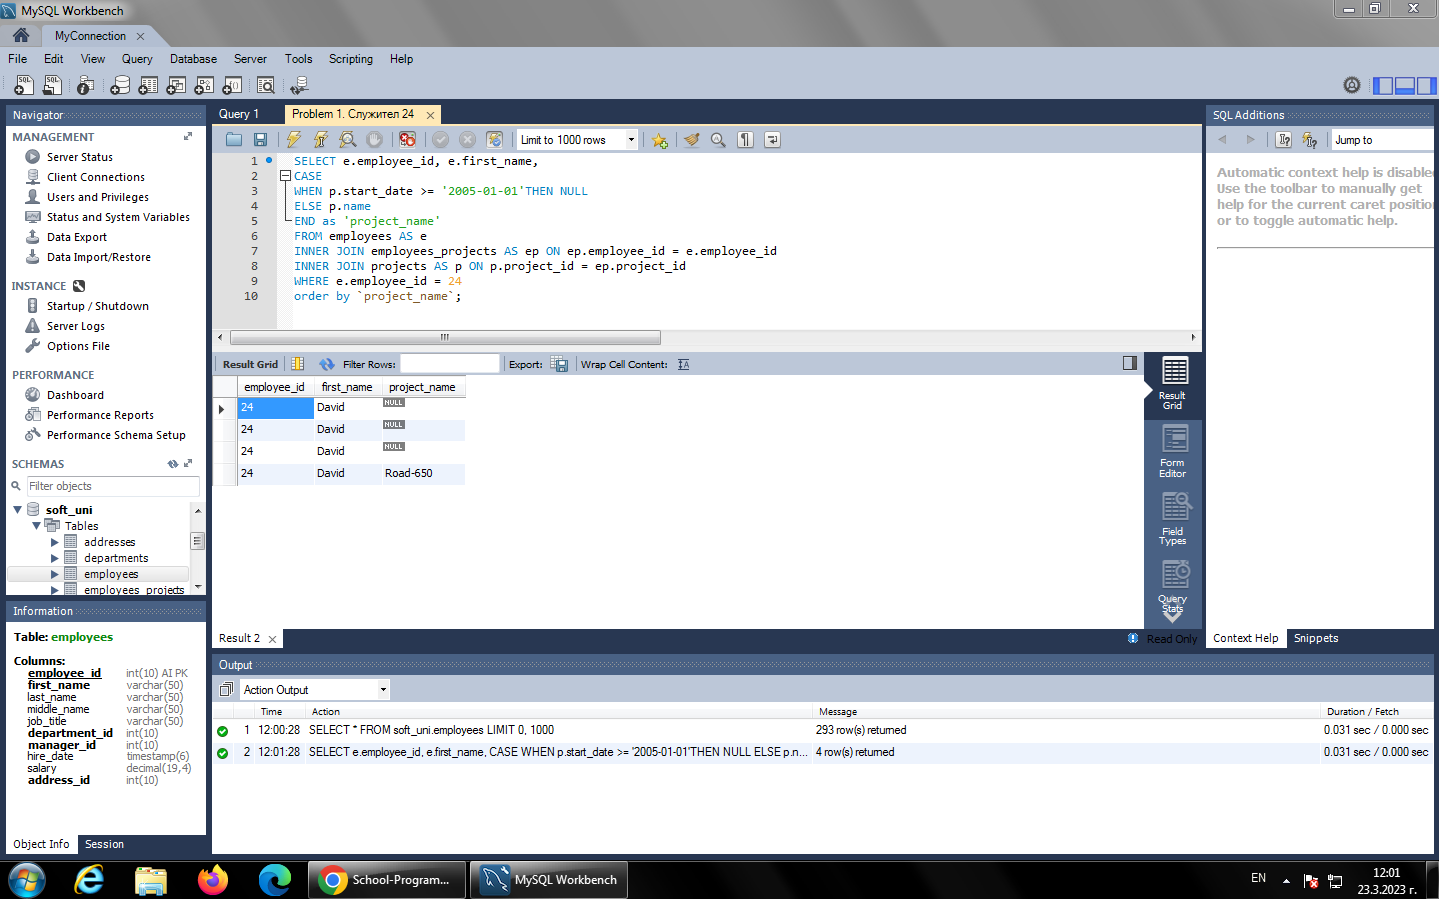 MySQL Workbench
MyConnection
File Edit View Query Database Server Tools Scripting Help
Navigator
MANAGEMENT
Server Status
Client Connections
Users and Privileges
Status and System Variables
Data Export
Data Import/Restore
INSTANCE
Startup / Shutdown
Server Logs
Options File
PERFORMANCE
Dashboard
Performance Reports
Performance Schema Setup
SCHEMAS
Filter objects
soft_uni
Tables
addresses
departments
employees
employees_projects
Information
Table: employees
Columns:
employee_id int(10) AI PK
first_name varchar(50)
last_name varchar(50)
middle_name varchar(50)
job_title varchar(50)
department_id int(10)
manager_id int(10)
hire_date timestamp(6)
salary decimal(19,4)
address_id int(10)
Object Info Session
Query 1 Problem 1. Служител 24
Limit to 1000 rows
1 SELECT e.employee_id, e.first_name,
2 CASE
3 WHEN p.start_date >= '2005-01-01'THEN NULL
4 ELSE p.name
5 END as 'project_name'
6 FROM employees AS e
7 INNER JOIN employees_projects AS ep ON ep.employee_id = e.employee_id
8 INNER JOIN projects AS p ON p.project_id = ep.project_id
9 WHERE e.employee_id = 24
10 order by `project_name`;
Result Grid Filter Rows: Export: Wrap Cell Content:
employee_id first_name project_name
24 David NULL
24 David NULL
24 David NULL
24 David Road-650
Result Grid
Form Editor
Field Types
Query Stats
Result 2
Read Only
SQL Additions
Jump to
Automatic context help is disabled
Use the toolbar to manually get
help for the current caret position
or to toggle automatic help.
Context Help Snippets
Output
Action Output
Time Action Message Duration / Fetch
1 12:00:28 SELECT * FROM soft_uni.employees LIMIT 0, 1000 293 row(s) returned 0.031 sec / 0.000 sec
2 12:01:28 SELECT e.employee_id, e.first_name, CASE WHEN p.start_date >= '2005-01-01'THEN NULL ELSE p.n... 4 row(s) returned 0.031 sec / 0.000 sec
School-Program...
MySQL Workbench
EN
12:01
23.3.2023 г.